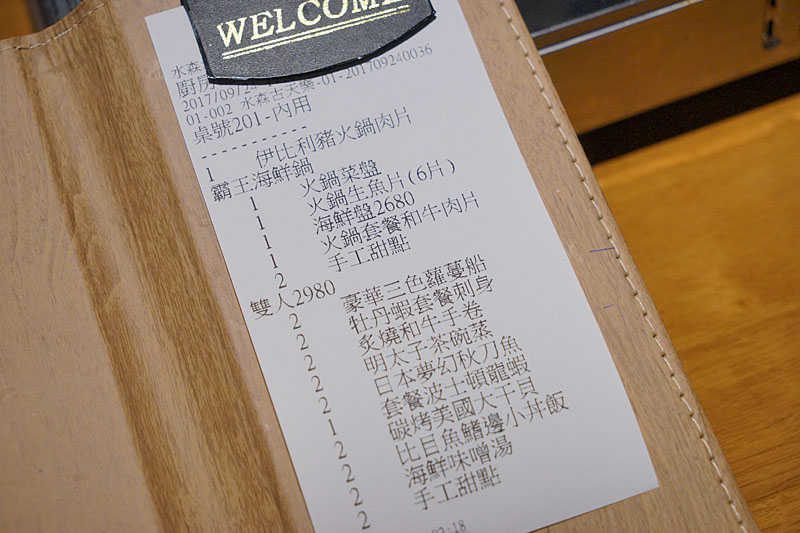 WELCOME
水森
廚房
2017/09/24
01-002 水森古天樂-01-201709240036
桌號201-內用
- - - - - - - - - -
1 伊比利豬火鍋肉片
霸王海鮮鍋
1 火鍋菜盤
1 火鍋生魚片(6片)
1 海鮮盤2680
1 火鍋套餐和牛肉片
2 手工甜點
雙人2980
2 豪華三色蘿蔓船
2 牡丹蝦套餐刺身
2 炙燒和牛手卷
2 明太子茶碗蒸
2 日本夢幻秋刀魚
1 套餐波士頓龍蝦
2 碳烤美國大干貝
2 比目魚鰭邊小丼飯
2 海鮮味噌湯
2 手工甜點